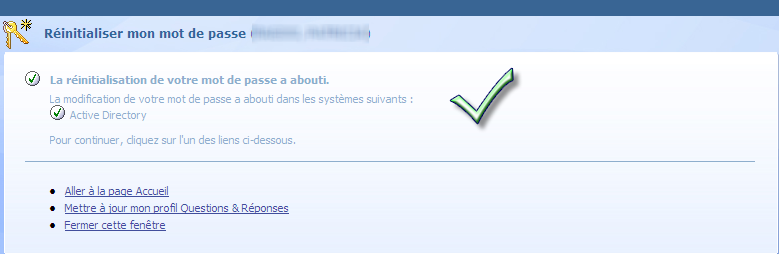 Réinitialiser mon mot de passe (
La réinitialisation de votre mot de passe a abouti.
La modification de votre mot de passe a abouti dans les systèmes suivants :
Active Directory
Pour continuer, cliquez sur l'un des liens ci-dessous.
Aller à la page Accueil
Mettre à jour mon profil Questions & Réponses
Fermer cette fenêtre